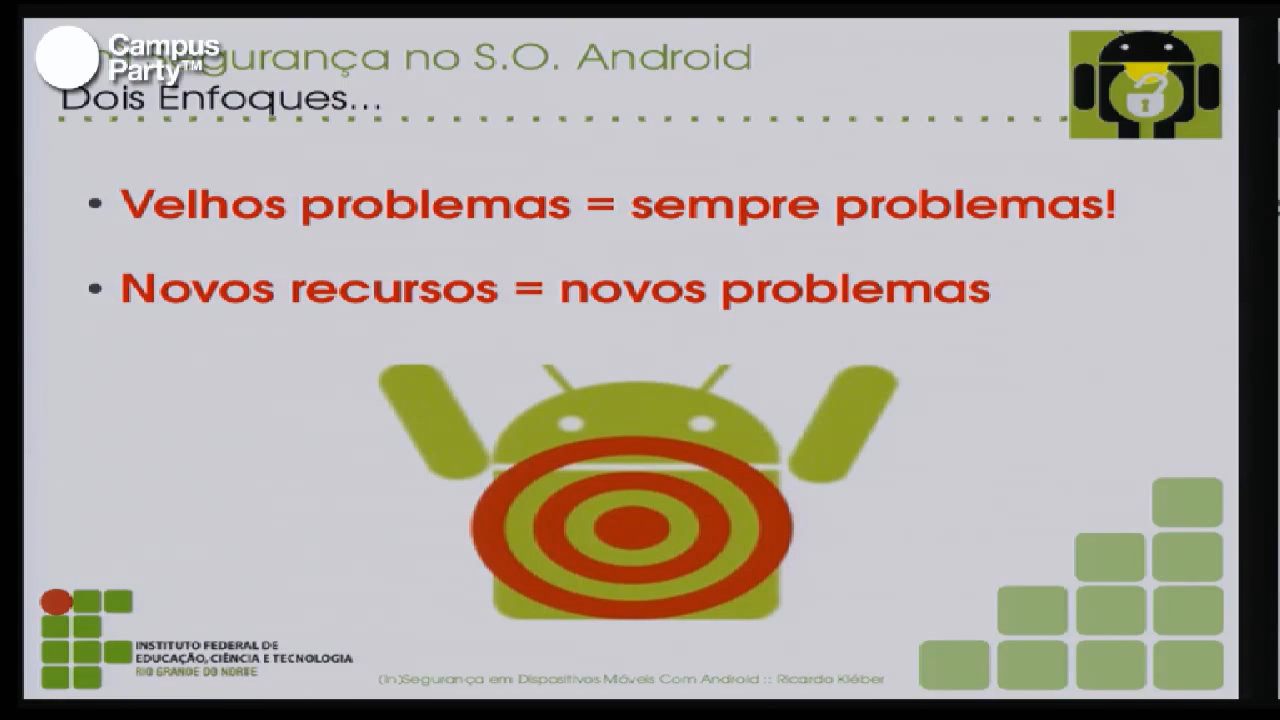 Campus
Party™
Segurança no S.O. Android
Dois Enfoques...
• Velhos problemas = sempre problemas!
• Novos recursos = novos problemas
INSTITUTO FEDERAL DE
EDUCAÇÃO, CIÊNCIA E TECNOLOGIA
RIO GRANDE DO NORTE
(In)Segurança em Dispositivos Móveis Com Android :: Ricardo Kléber